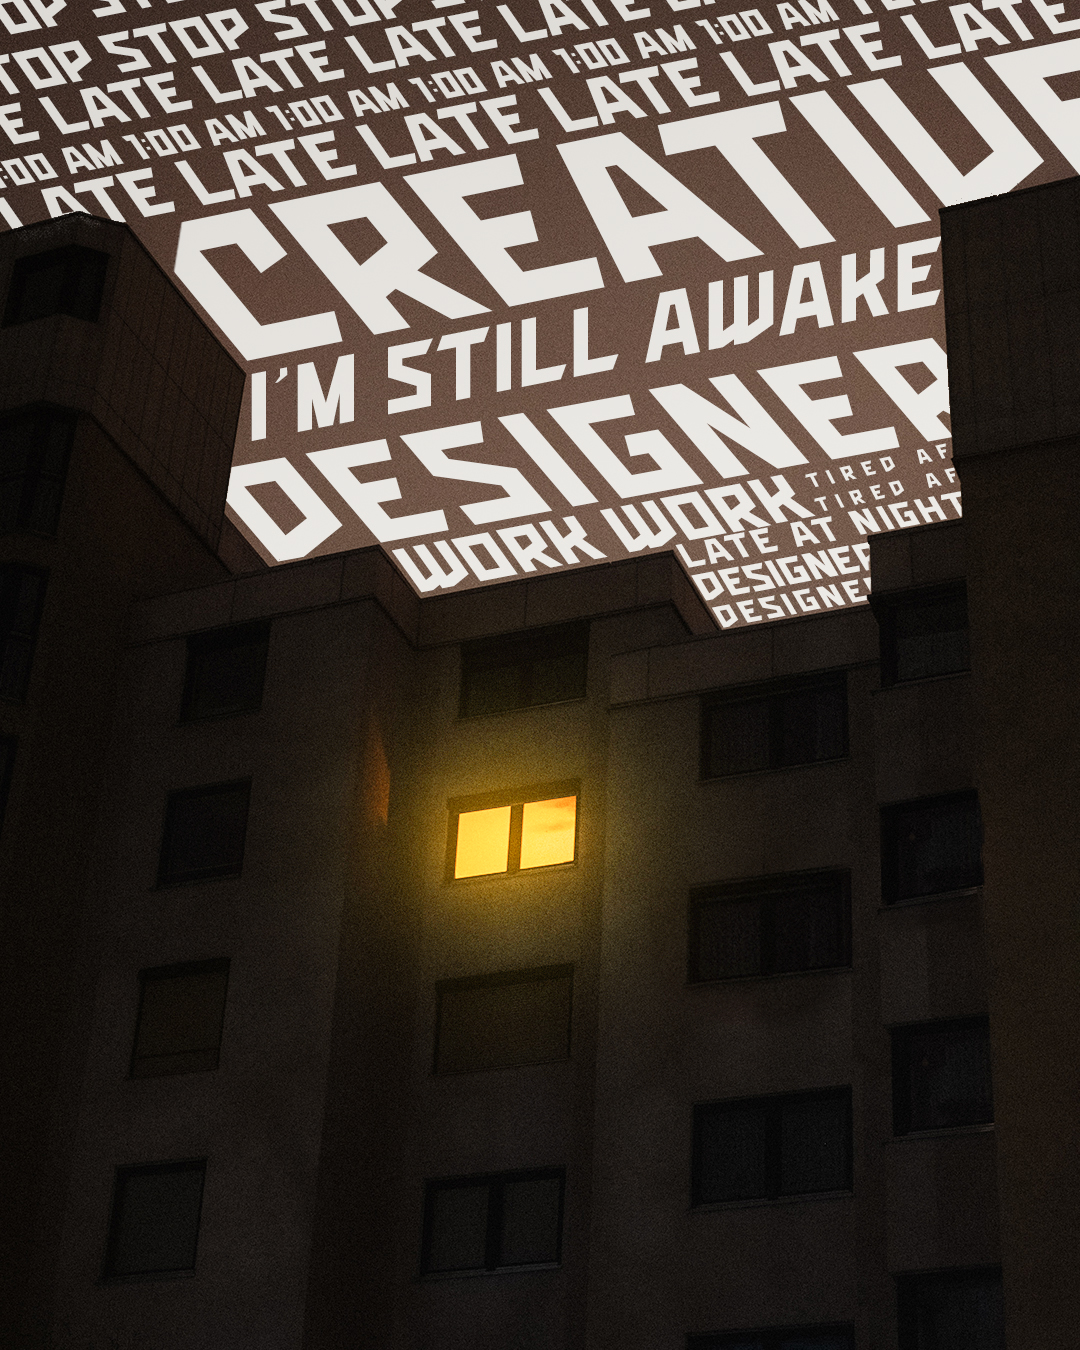 TOP STOP STOP
E LATE LATE LATE LATE LATE
:00 AM 1:00 AM 1:00 AM 1:00 AM 1:00 AM 1:00 AM
LATE LATE LATE LATE LATE LATE
CREATIVE
I'M STILL AWAKE
DESIGNER
WORK WORK
TIRED AF
TIRED AF
LATE AT NIGHT
DESIGNER
DESIGNER